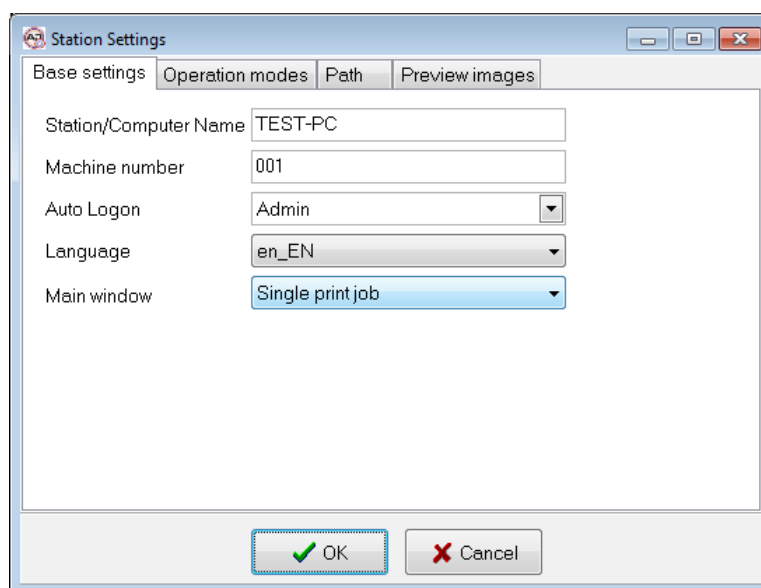 Station Settings
Base settings Operation modes Path Preview images
Station/Computer Name TEST-PC
Machine number 001
Auto Logon Admin
Language en_EN
Main window Single print job
OK Cancel